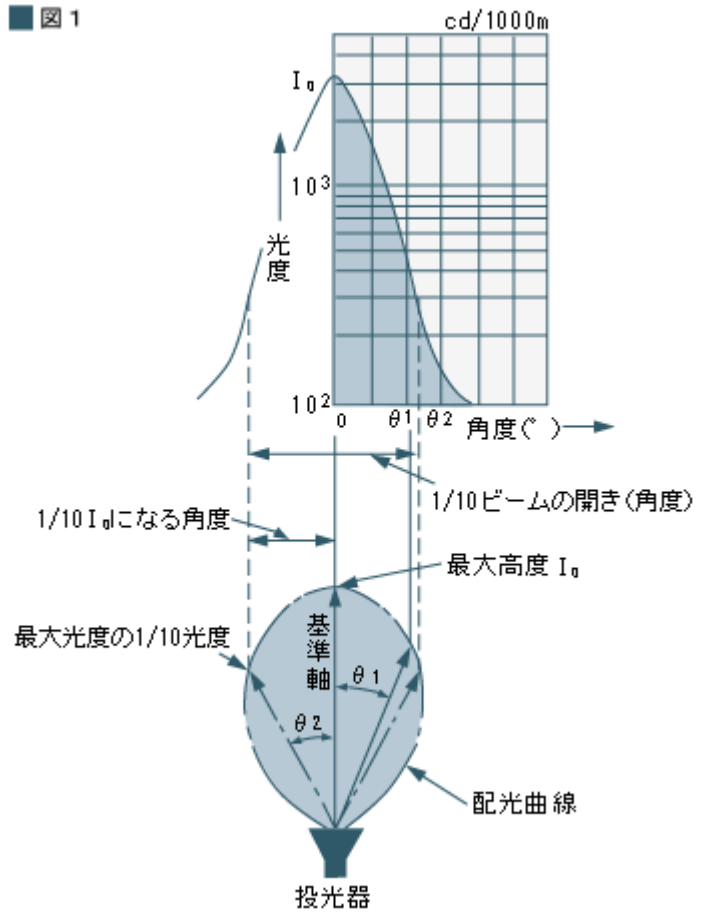 図1
cd/1000m
I₀
10³
光度
10²
0
θ1
θ2
角度(°)
1/10ビームの開き(角度)
1/10I₀になる角度
最大高度 I₀
最大光度の1/10光度
基準軸
θ1
θ2
配光曲線
投光器